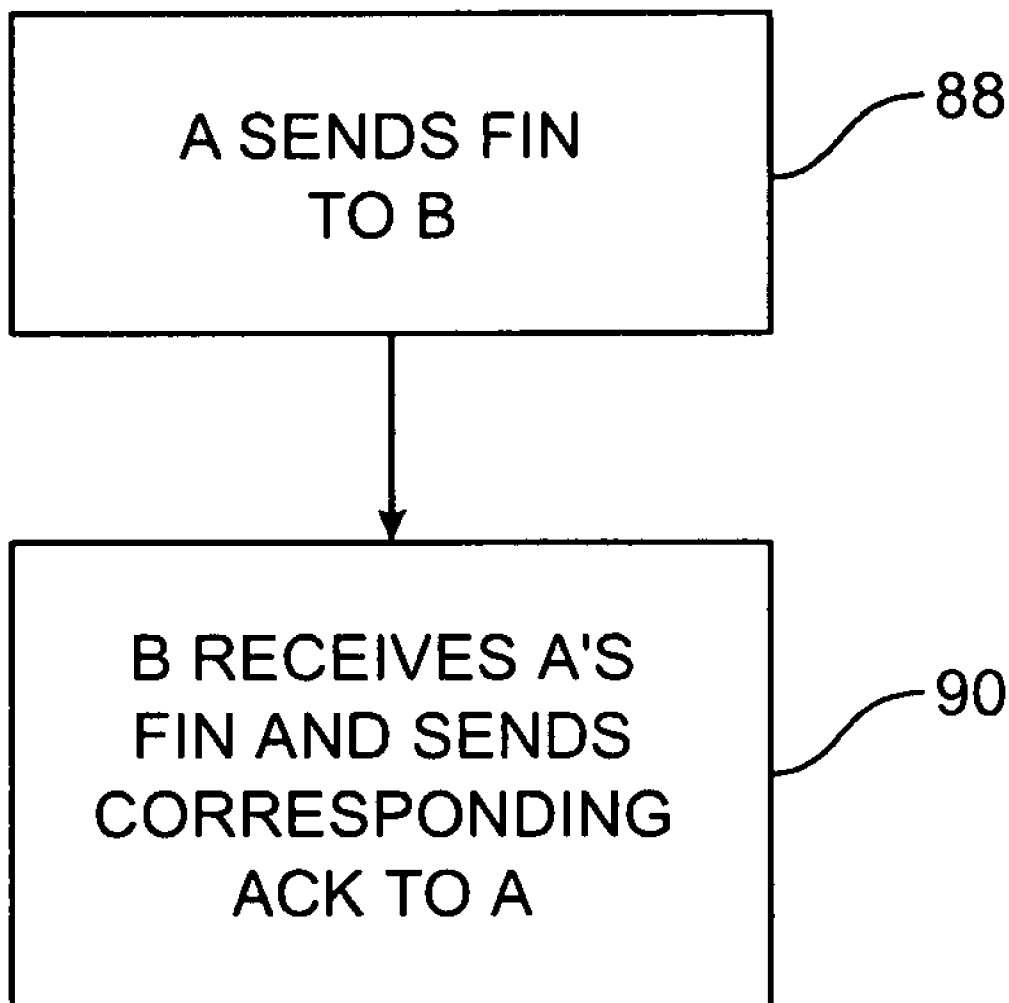 A SENDS FIN
TO B
88
B RECEIVES A'S
FIN AND SENDS
CORRESPONDING
ACK TO A
90